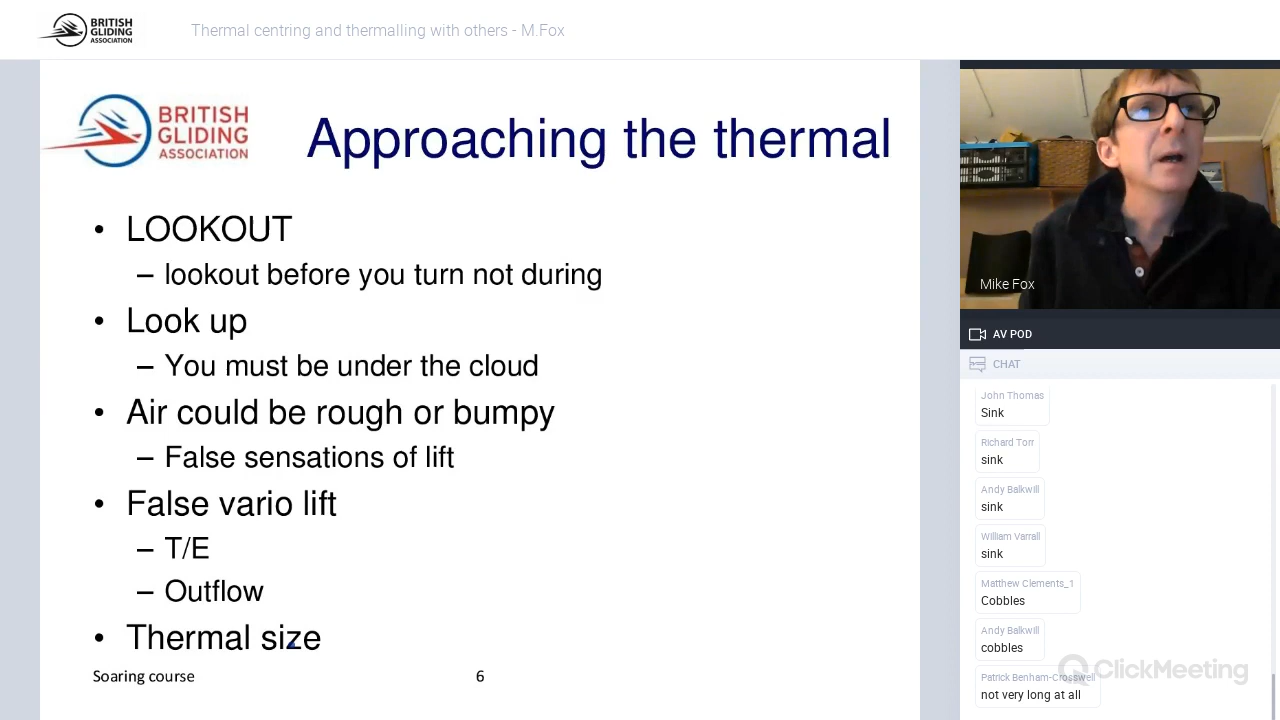 BRITISH
GLIDING
ASSOCIATION
Thermal centring and thermalling with others - M.Fox
BRITISH
GLIDING
ASSOCIATION
Approaching the thermal
• LOOKOUT
– lookout before you turn not during
• Look up
– You must be under the cloud
• Air could be rough or bumpy
– False sensations of lift
• False vario lift
– T/E
– Outflow
• Thermal size
Soaring course
6
Mike Fox
AV POD
CHAT
John Thomas
Sink
Richard Torr
sink
Andy Balkwill
sink
William Varrall
sink
Matthew Clements_1
Cobbles
Andy Balkwill
cobbles
Patrick Benham-Crosswell
not very long at all
ClickMeeting